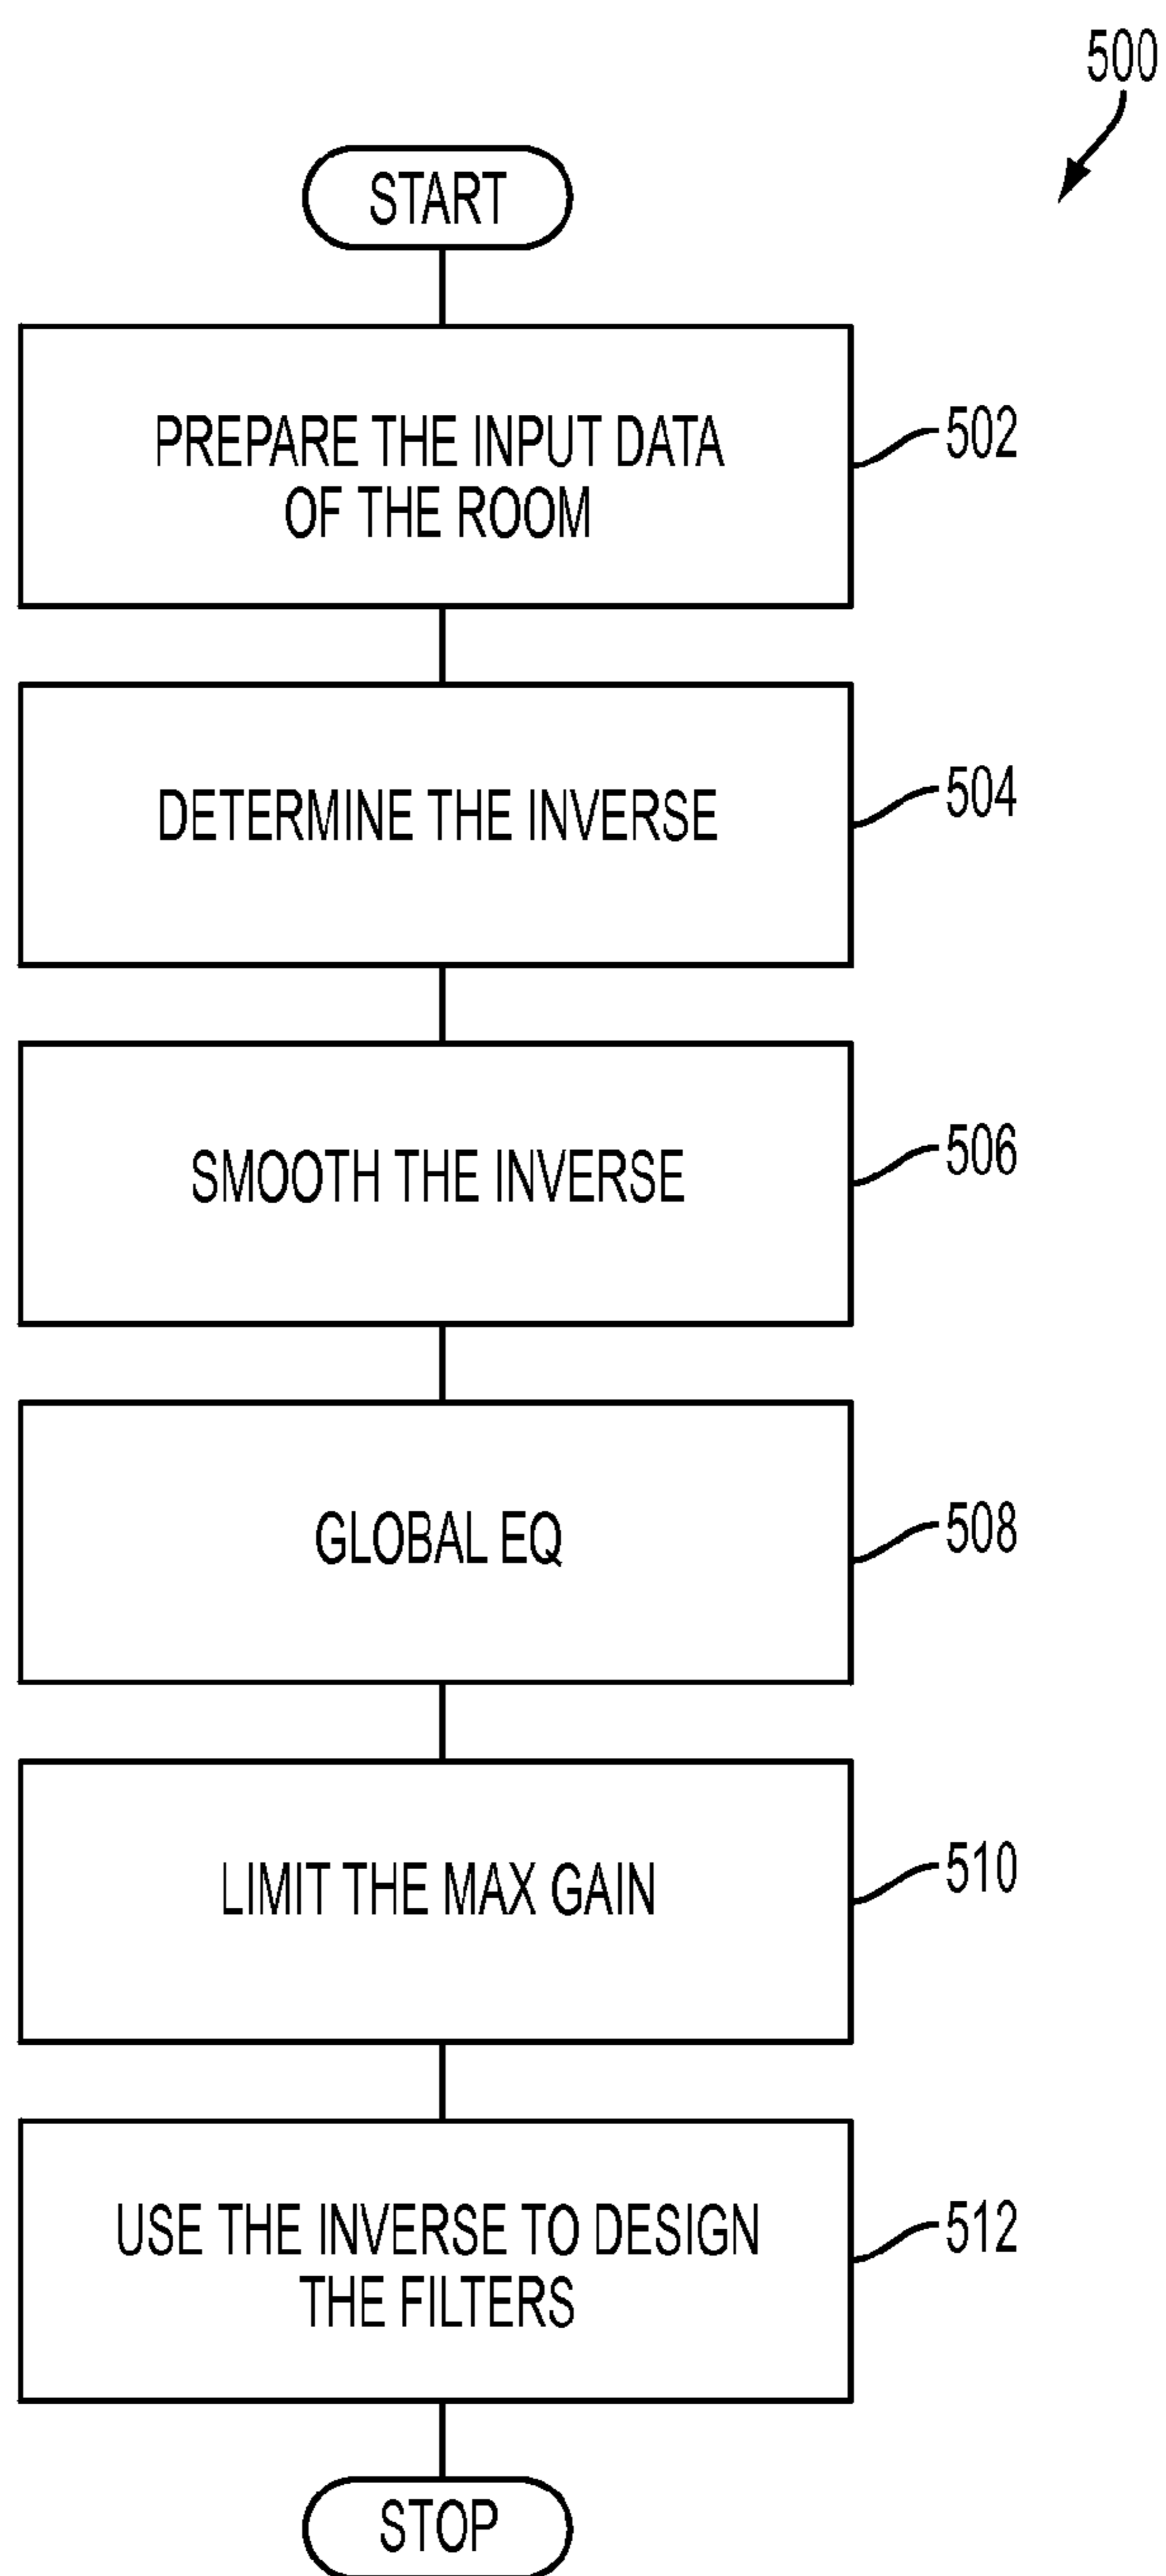 500
START
PREPARE THE INPUT DATA
OF THE ROOM
502
DETERMINE THE INVERSE
504
SMOOTH THE INVERSE
506
GLOBAL EQ
508
LIMIT THE MAX GAIN
510
USE THE INVERSE TO DESIGN
THE FILTERS
512
STOP